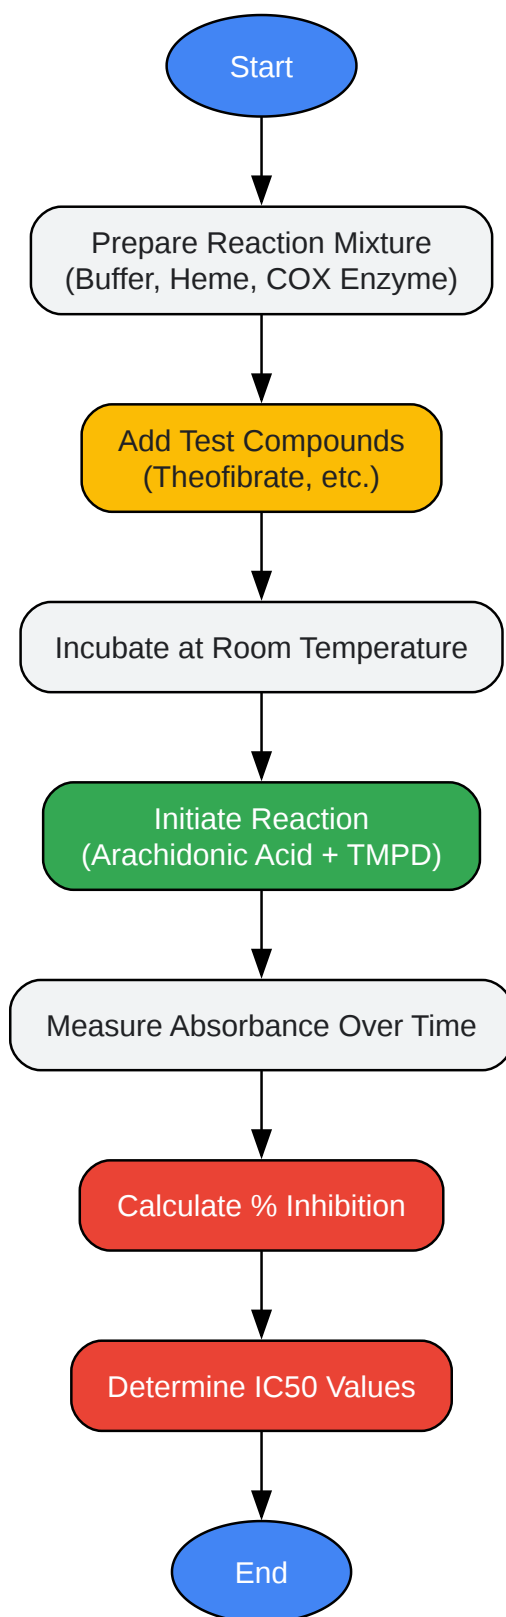 Start
Prepare Reaction Mixture
(Buffer, Heme, COX Enzyme)
Add Test Compounds
(Theofibrate, etc.)
Incubate at Room Temperature
Initiate Reaction
(Arachidonic Acid + TMPD)
Measure Absorbance Over Time
Calculate % Inhibition
Determine IC50 Values
End